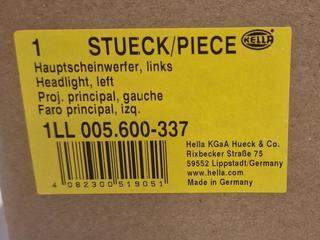 1 STUECK/PIECE HELLA
Hauptscheinwerfer, links
Headlight, left
Proj. principal, gauche
Faro principal, izq.
1LL 005.600-337
Hella KGaA Hueck & Co.
Rixbecker Straße 75
59552 Lippstadt/Germany
www.hella.com
Made in Germany
4 082300 519051